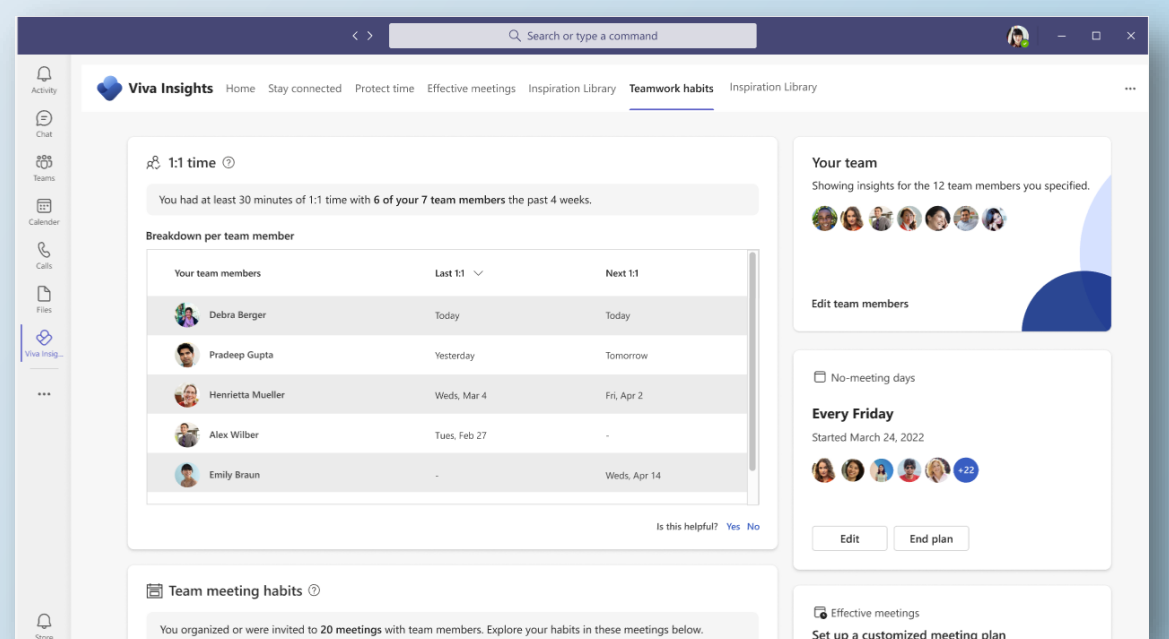 Search or type a command
Activity
Chat
Teams
Calender
Calls
Files
Viva Insig...
Store
Viva Insights Home Stay connected Protect time Effective meetings Inspiration Library Teamwork habits Inspiration Library
1:1 time
You had at least 30 minutes of 1:1 time with 6 of your 7 team members the past 4 weeks.
Breakdown per team member
Your team members Last 1:1 Next 1:1
Debra Berger Today Today
Pradeep Gupta Yesterday Tomorrow
Henrietta Mueller Weds, Mar 4 Fri, Apr 2
Alex Wilber Tues, Feb 27 -
Emily Braun - Weds, Apr 14
Is this helpful? Yes No
Team meeting habits
You organized or were invited to 20 meetings with team members. Explore your habits in these meetings below.
Your team
Showing insights for the 12 team members you specified.
Edit team members
No-meeting days
Every Friday
Started March 24, 2022
+22
Edit End plan
Effective meetings
Set up a customized meeting plan